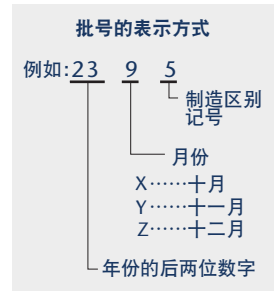 批号的表示方式
例如:23 9 5
制造区别
记号
月份
X……十月
Y……十一月
Z……十二月
年份的后两位数字